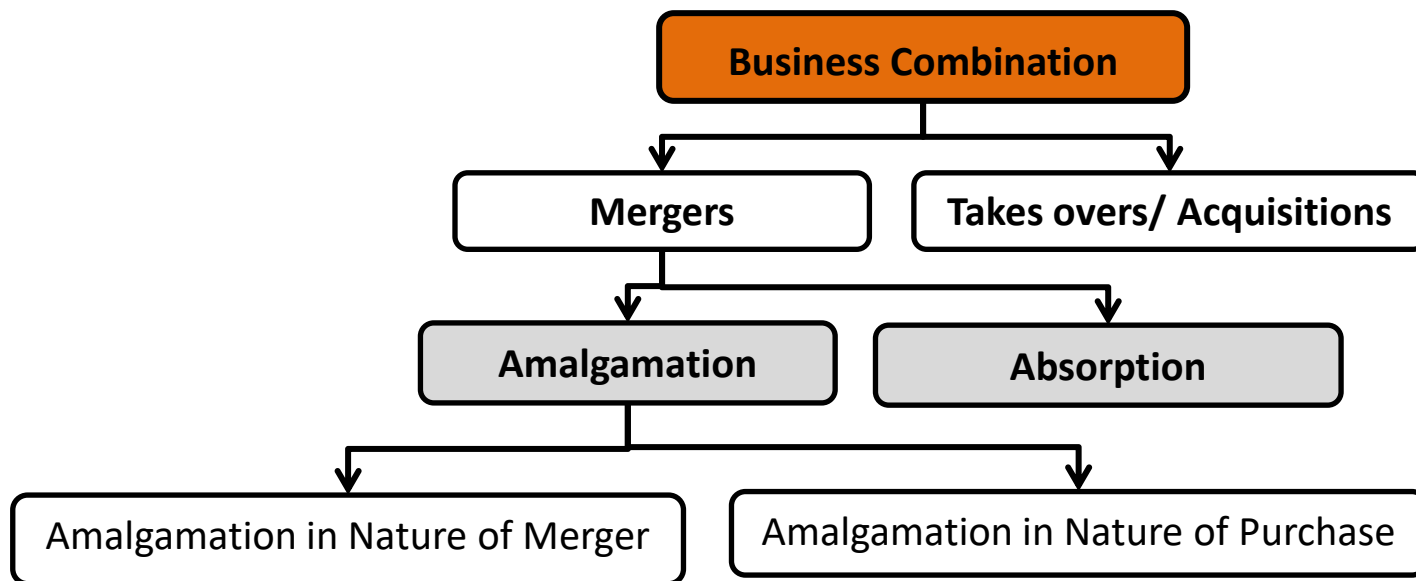 Business Combination
Mergers
Takes overs/ Acquisitions
Amalgamation
Absorption
Amalgamation in Nature of Merger
Amalgamation in Nature of Purchase